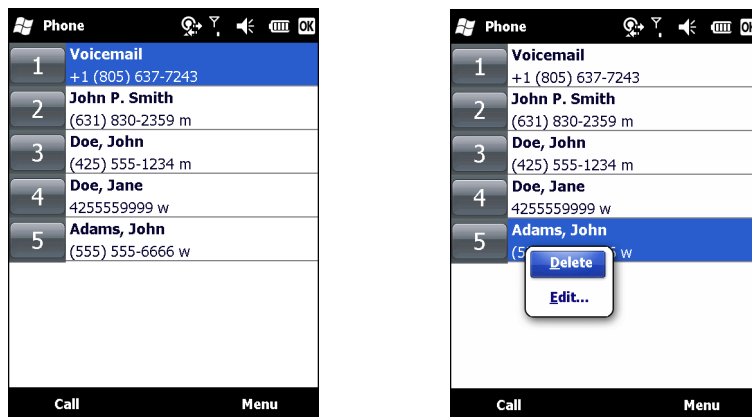 Phone OK
1 Voicemail
+1 (805) 637-7243
2 John P. Smith
(631) 830-2359 m
3 Doe, John
(425) 555-1234 m
4 Doe, Jane
4255559999 w
5 Adams, John
(555) 555-6666 w
Call Menu
Phone OK
1 Voicemail
+1 (805) 637-7243
2 John P. Smith
(631) 830-2359 m
3 Doe, John
(425) 555-1234 m
4 Doe, Jane
4255559999 w
5 Adams, John
(5 w
Delete
Edit...
Call Menu